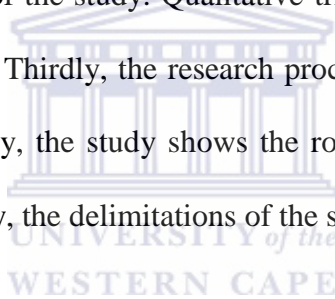 of the study. Qualitative
Thirdly, the research proc
y, the study shows the ro
y, the delimitations of the s
UNIVERSITY of the
WESTERN CAPE